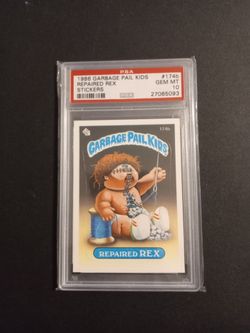 PSA
1986 GARBAGE PAIL KIDS #174b
REPAIRED REX GEM MT
STICKERS 10
PSA 27065093
174b
GARBAGE PAIL KIDS
REPAIRED REX